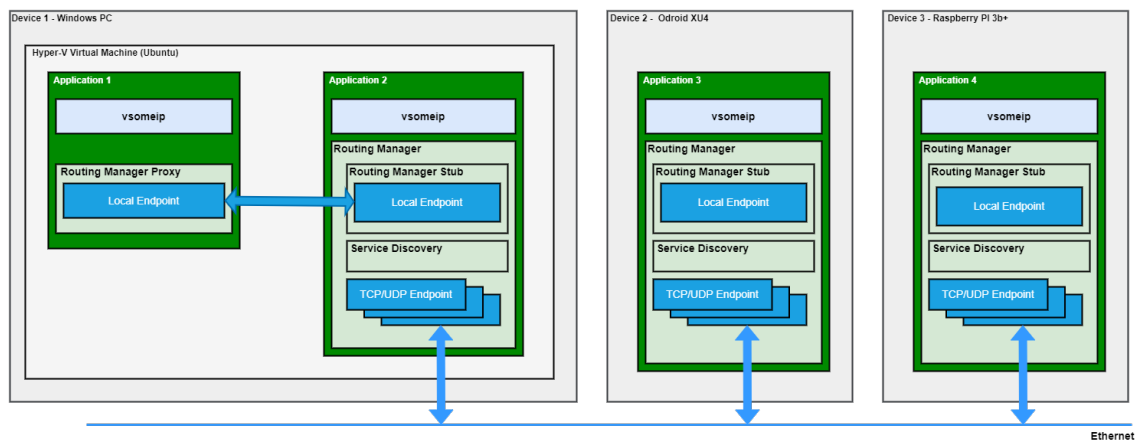 Device 1 - Windows PC
Hyper-V Virtual Machine (Ubuntu)
Application 1
vsomeip
Routing Manager Proxy
Local Endpoint
Application 2
vsomeip
Routing Manager
Routing Manager Stub
Local Endpoint
Service Discovery
TCP/UDP Endpoint
Device 2 - Odroid XU4
Application 3
vsomeip
Routing Manager
Routing Manager Stub
Local Endpoint
Service Discovery
TCP/UDP Endpoint
Device 3 - Raspberry PI 3b+
Application 4
vsomeip
Routing Manager
Routing Manager Stub
Local Endpoint
Service Discovery
TCP/UDP Endpoint
Ethernet